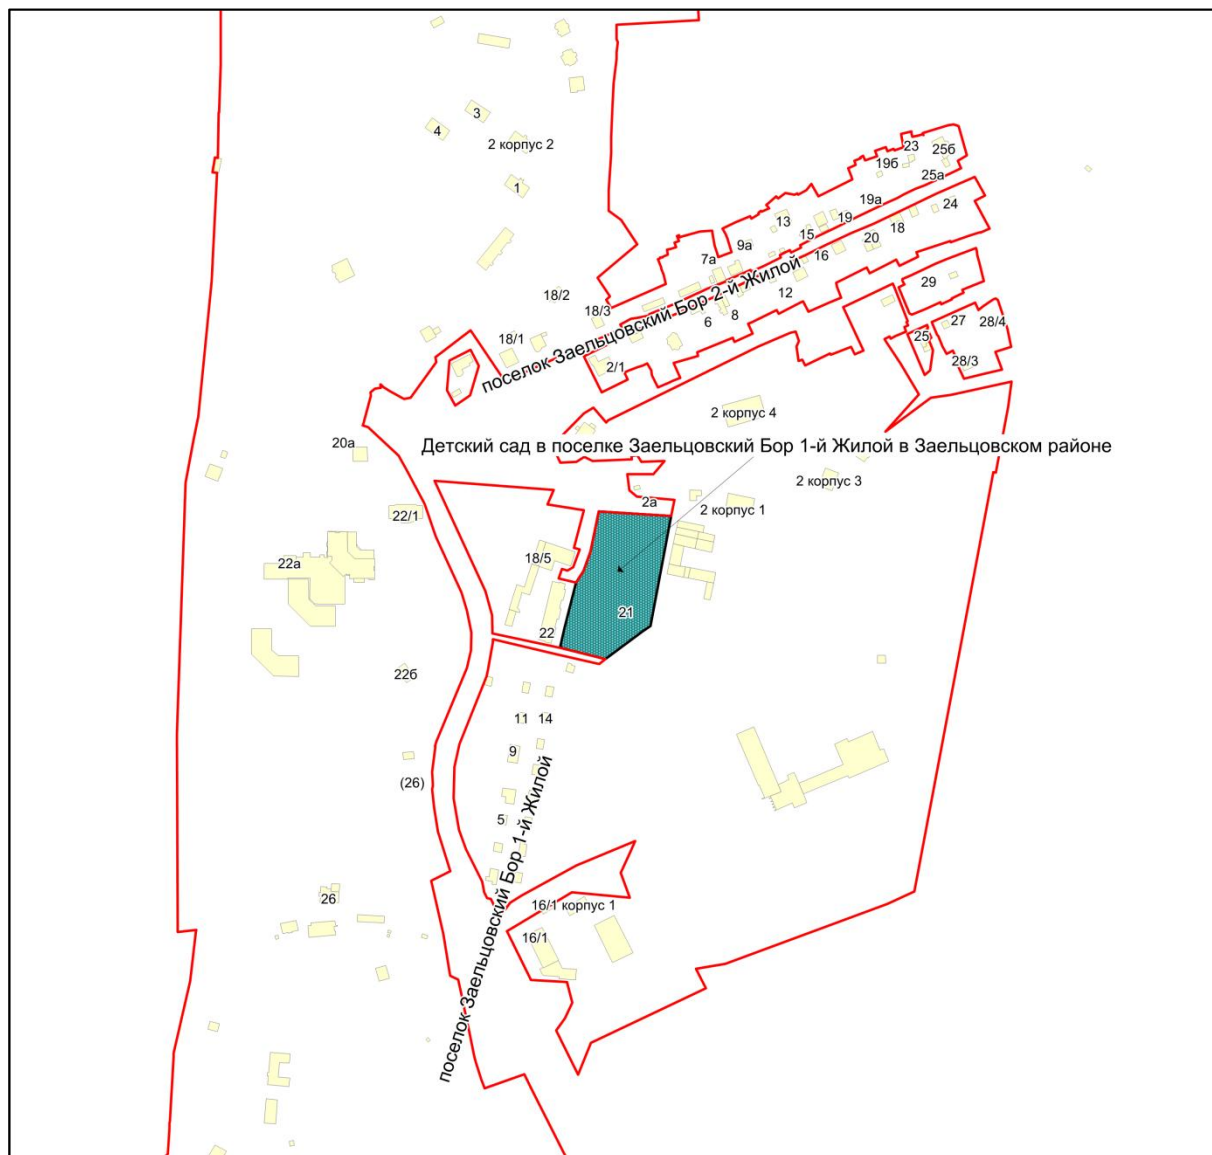 3
4
2 корпус 2
1
23
25б
19б
25а
19а
24
13
19
18
15
20
9а
16
7а
29
12
18/2
18/3
8
6
27
28/4
25
18/1
28/3
2/1
поселок Заельцовский Бор 2-й Жилой
2 корпус 4
20а
Детский сад в поселке Заельцовский Бор 1-й Жилой в Заельцовском районе
2 корпус 3
2а
2 корпус 1
22/1
18/5
22а
21
22
22б
11
14
9
(26)
5
поселок Заельцовский Бор 1-й Жилой
26
16/1 корпус 1
16/1